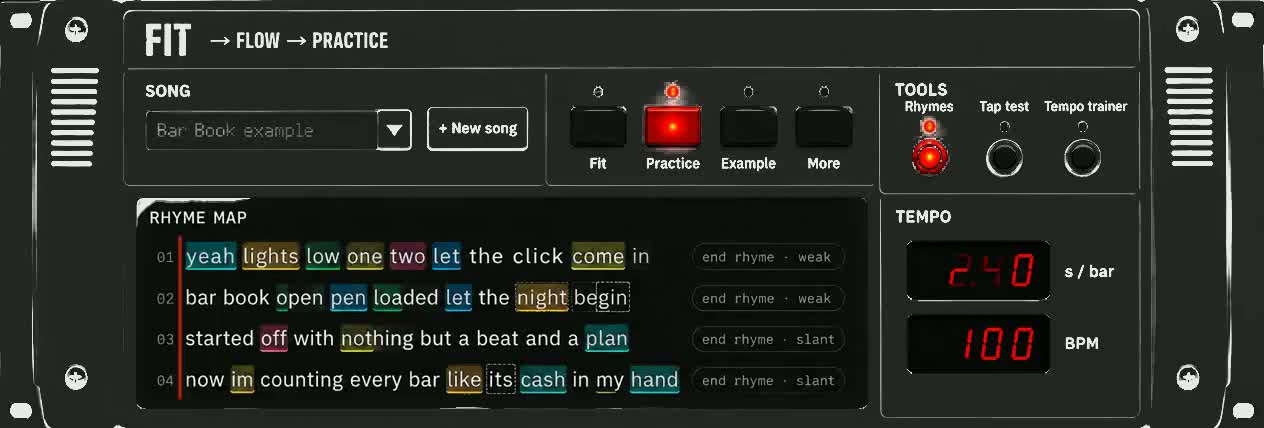 FIT → FLOW → PRACTICE
SONG
Bar Book example
+ New song
Fit
Practice
Example
More
TOOLS
Rhymes
Tap test
Tempo trainer
RHYME MAP
01 yeah lights low one two let the click come in end rhyme · weak
02 bar book open pen loaded let the night begin end rhyme · weak
03 started off with nothing but a beat and a plan end rhyme · slant
04 now im counting every bar like its cash in my hand end rhyme · slant
TEMPO
2.40 s / bar
100 BPM